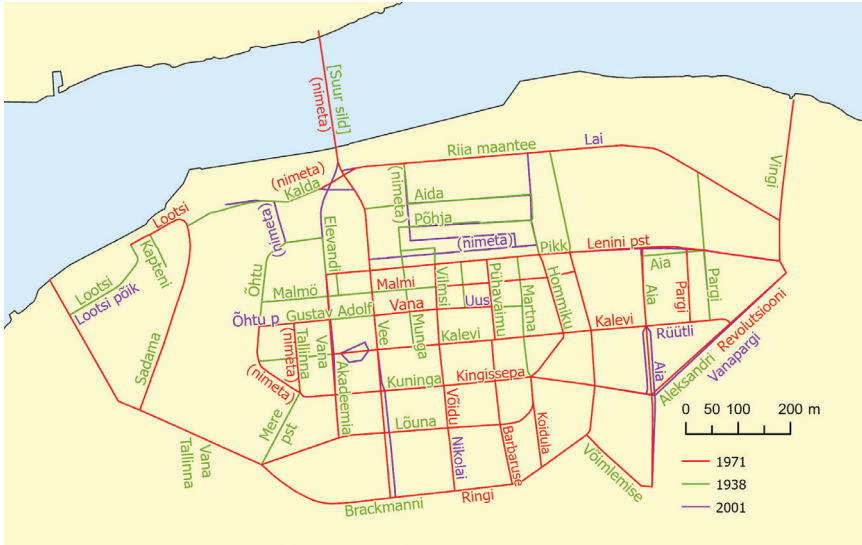 [Suur sild]
(nimeta)
Riia maantee
Lai
Vingi
(nimeta)
Kalda
(nimeta)
Aida
Põhja
Lootsi
Kapteni
(nimeta)
Elevandi
(nimeta]
Pikk
Lenini pst
Lootsi
Lootsi põik
Õhtu
Malmö
Malmi
Vilmsi
Pühavaimu
Hommiku
Aia
Aia
Pargi
Pargi
Õhtu p
Gustav Adolf
Vana
Uus
Martna
Kalevi
Kalevi
Rüütli
Revolutsiooni
Vanapargi
Aleksandri
Sadama
(nimeta)
(nimeta)
Tallinna
Vana
Akadeemia
Vee
Munga
Kuninga
Kingissepa
Aia
Mere
pst
Lõuna
Võidu
Nikolai
Barbaruse
Koidula
Võimlemise
Vana
Tallinna
Brackmanni
Ringi
0 50 100 200 m
1971
1938
2001